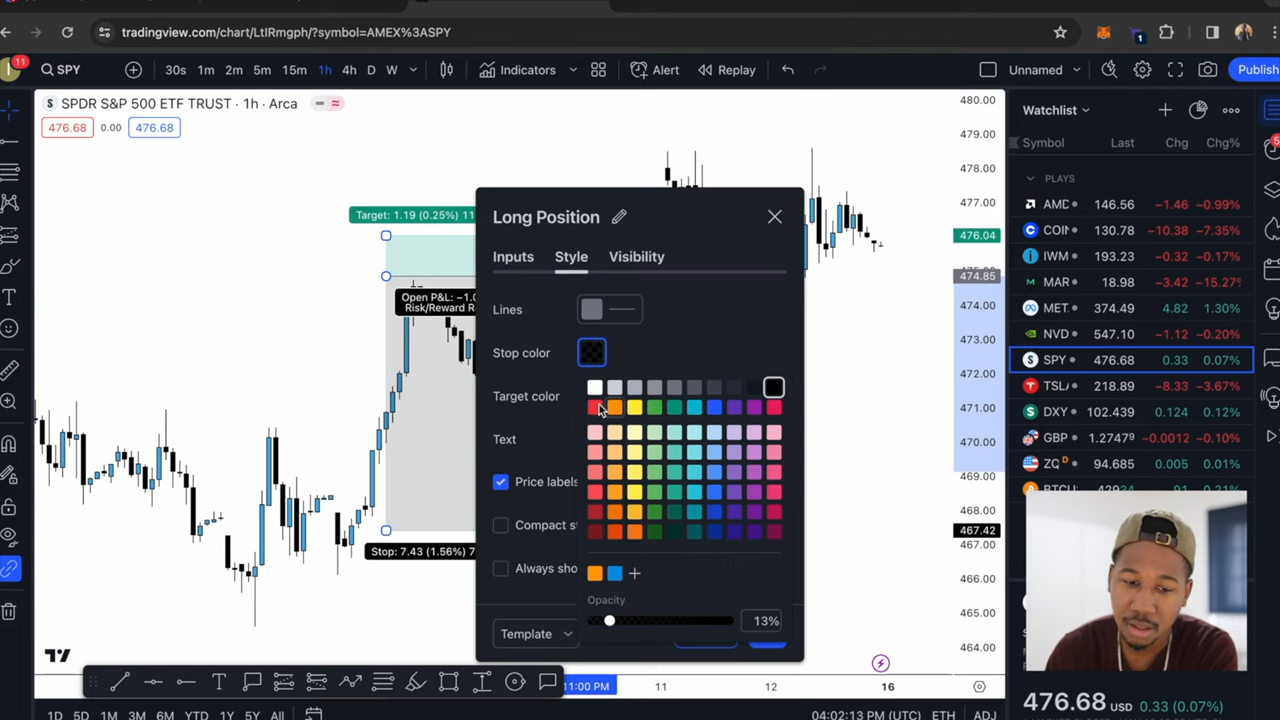 tradingview.com/chart/LtIRmgph/?symbol=AMEX%3ASPY
1
11
SPY
30s
1m
2m
5m
15m
1h
4h
D
W
Indicators
Alert
Replay
Unnamed
Publish
S SPDR S&P 500 ETF TRUST · 1h · Arca
476.68
0.00
476.68
Target: 1.19 (0.25%) 11
Open P&L: −1.0
Risk/Reward R
Stop: 7.43 (1.56%) 7
Long Position
Inputs
Style
Visibility
Lines
Stop color
Target color
Text
Price labels
Compact st
Always sho
Opacity
13%
Template
480.00
479.00
478.00
477.00
476.04
474.85
474.00
473.00
472.00
471.00
470.00
469.00
468.00
467.42
467.00
466.00
465.00
464.00
11:00 PM
11
12
16
1D
5D
1M
3M
6M
YTD
1Y
5Y
All
04:02:13 PM (UTC)
ETH
ADJ
Watchlist
Symbol Last Chg Chg%
PLAYS
AMD 146.56 −1.46 −0.99%
COIN 130.78 −10.38 −7.35%
IWM 193.23 −0.32 −0.17%
MAR 18.98 −3.42 −15.27%
MET 374.49 4.82 1.30%
NVD 547.10 −1.12 −0.20%
S SPY 476.68 0.33 0.07%
TSL 218.89 −8.33 −3.67%
DXY 102.439 0.124 0.12%
GBP 1.2747⁹ −0.0012 −0.10%
ZQ D 94.685 0.005 0.01%
476.68 USD 0.33 (0.07%)